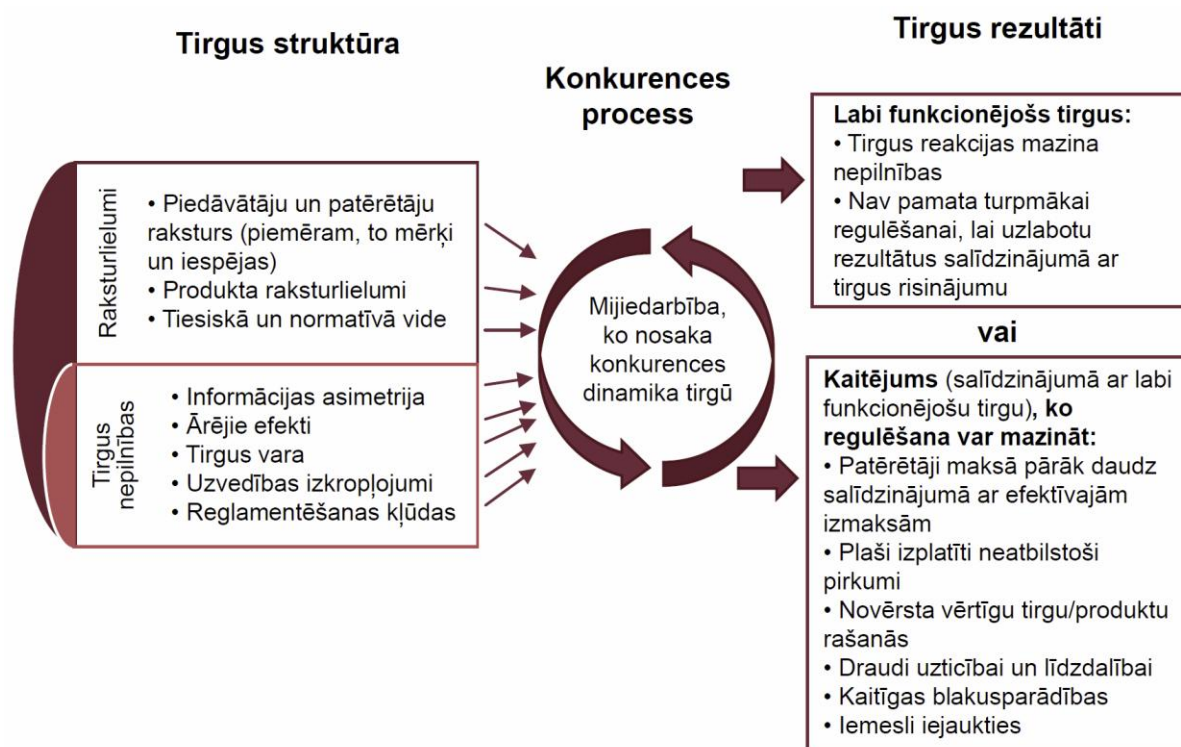 Tirgus struktūra
Raksturlielumi
• Piedāvātāju un patērētāju
raksturs (piemēram, to mērķi
un iespējas)
• Produkta raksturlielumi
• Tiesiskā un normatīvā vide
Tirgus
nepilnības
• Informācijas asimetrija
• Ārējie efekti
• Tirgus vara
• Uzvedības izkropļojumi
• Reglamentēšanas kļūdas
Konkurences
process
Mijiedarbība,
ko nosaka
konkurences
dinamika tirgū
Tirgus rezultāti
Labi funkcionējošs tirgus:
• Tirgus reakcijas mazina
nepilnības
• Nav pamata turpmākai
regulēšanai, lai uzlabotu
rezultātus salīdzinājumā ar
tirgus risinājumu
vai
Kaitējums (salīdzinājumā ar labi
funkcionējošu tirgu), ko
regulēšana var mazināt:
• Patērētāji maksā pārāk daudz
salīdzinājumā ar efektīvajām
izmaksām
• Plaši izplatīti neatbilstoši
pirkumi
• Novērsta vērtīgu tirgu/produktu
rašanās
• Draudi uzticībai un līdzdalībai
• Kaitīgas blakusparādības
• Iemesli iejaukties